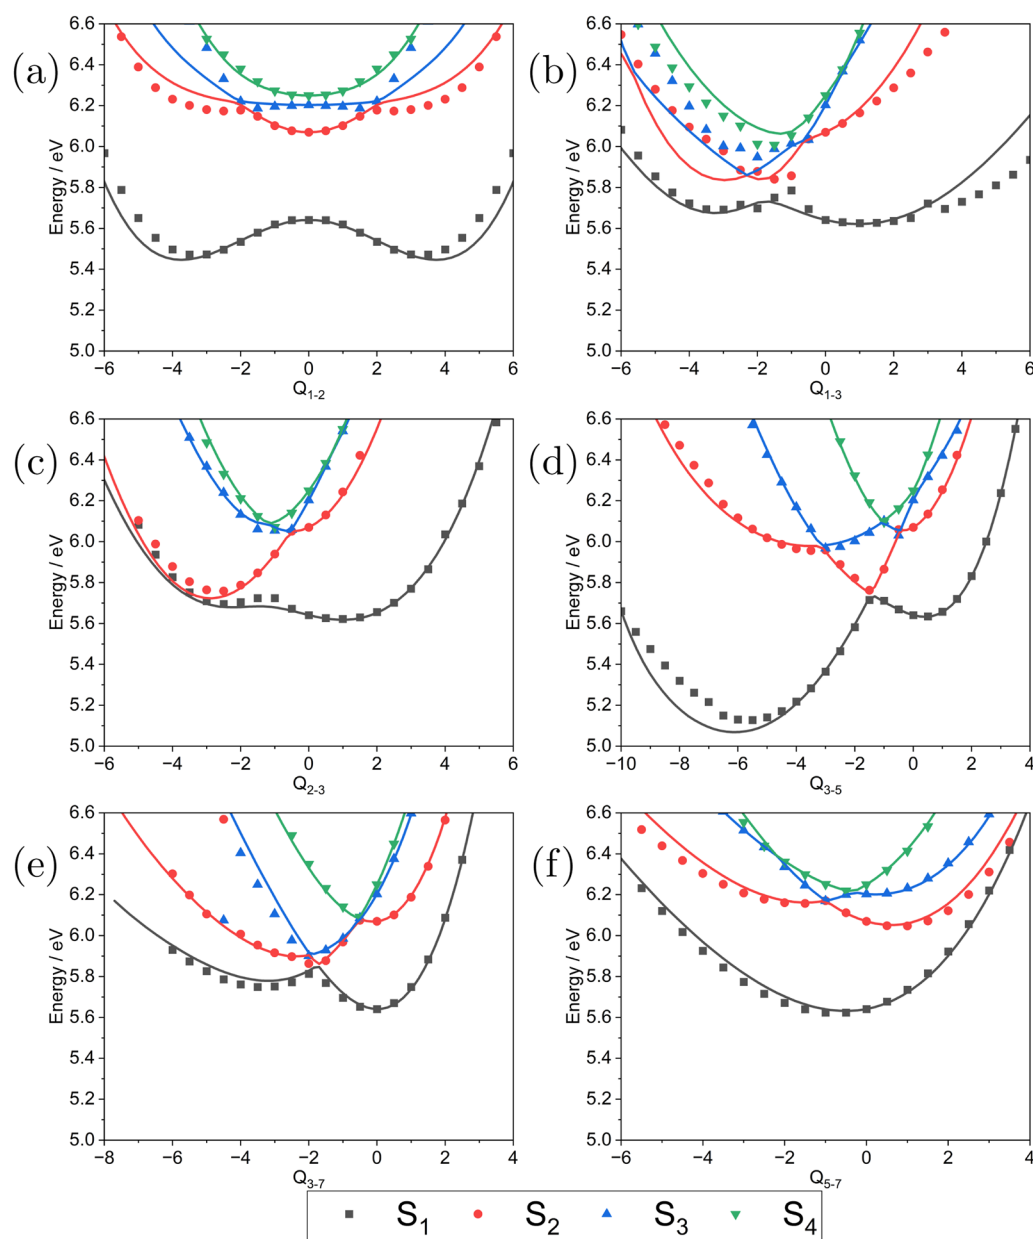 (a)
Energy / eV
6.6
6.4
6.2
6.0
5.8
5.6
5.4
5.2
5.0
−6 −4 −2 0 2 4 6
Q1-2
(b)
Energy / eV
6.6
6.4
6.2
6.0
5.8
5.6
5.4
5.2
5.0
−6 −4 −2 0 2 4 6
Q1-3
(c)
Energy / eV
6.6
6.4
6.2
6.0
5.8
5.6
5.4
5.2
5.0
−6 −4 −2 0 2 4 6
Q2-3
(d)
Energy / eV
6.6
6.4
6.2
6.0
5.8
5.6
5.4
5.2
5.0
−10 −8 −6 −4 −2 0 2 4
Q3-5
(e)
Energy / eV
6.6
6.4
6.2
6.0
5.8
5.6
5.4
5.2
5.0
−8 −6 −4 −2 0 2 4
Q3-7
(f)
Energy / eV
6.6
6.4
6.2
6.0
5.8
5.6
5.4
5.2
5.0
−6 −4 −2 0 2 4
Q5-7
S1 S2 S3 S4